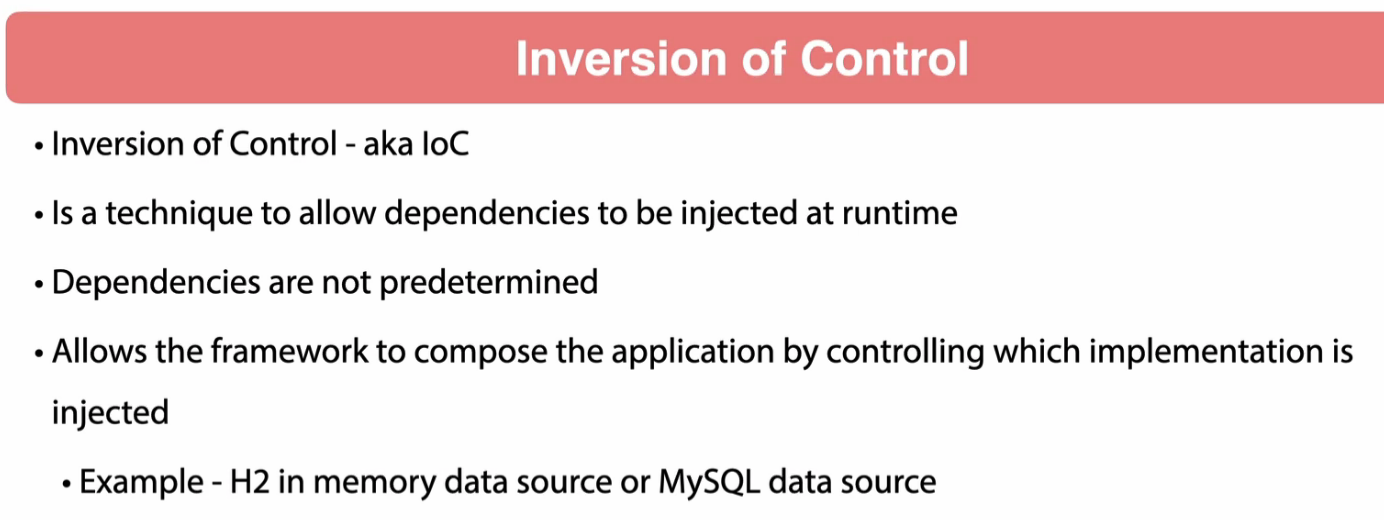 Inversion of Control
• Inversion of Control - aka IoC
• Is a technique to allow dependencies to be injected at runtime
• Dependencies are not predetermined
• Allows the framework to compose the application by controlling which implementation is
injected
• Example - H2 in memory data source or MySQL data source